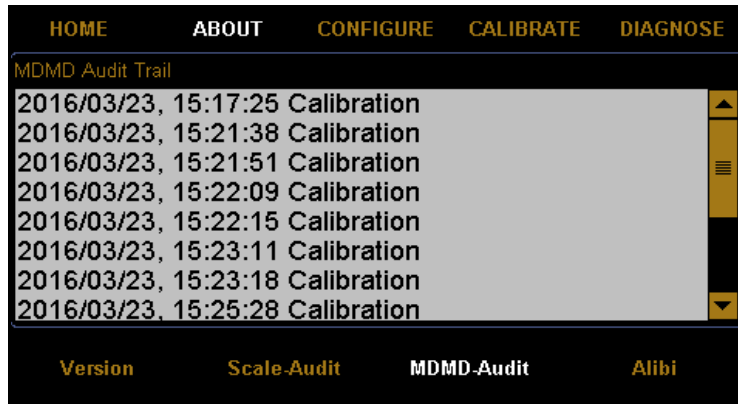 HOME ABOUT CONFIGURE CALIBRATE DIAGNOSE
MDMD Audit Trail
2016/03/23, 15:17:25 Calibration
2016/03/23, 15:21:38 Calibration
2016/03/23, 15:21:51 Calibration
2016/03/23, 15:22:09 Calibration
2016/03/23, 15:22:15 Calibration
2016/03/23, 15:23:11 Calibration
2016/03/23, 15:23:18 Calibration
2016/03/23, 15:25:28 Calibration
Version Scale-Audit MDMD-Audit Alibi